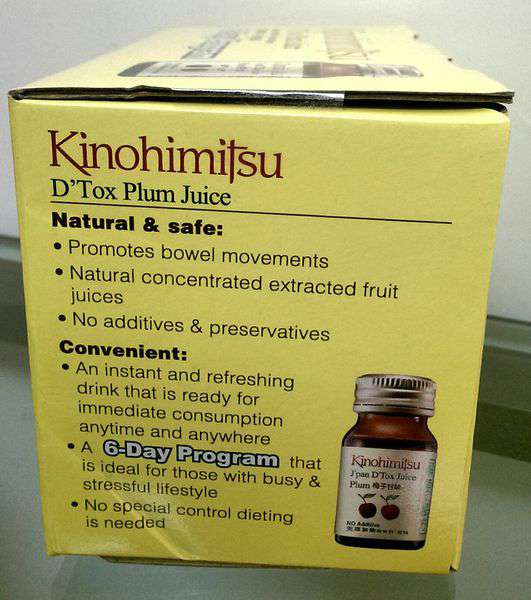 Kinohimitsu
D'Tox Plum Juice
Natural & safe:
• Promotes bowel movements
• Natural concentrated extracted fruit
juices
• No additives & preservatives
Convenient:
• An instant and refreshing
drink that is ready for
immediate consumption
anytime and anywhere
• A 6-Day Program that
is ideal for those with busy &
stressful lifestyle
• No special control dieting
is needed
Kinohimitsu
J'pan D'Tox Juice
Plum
NO Additive